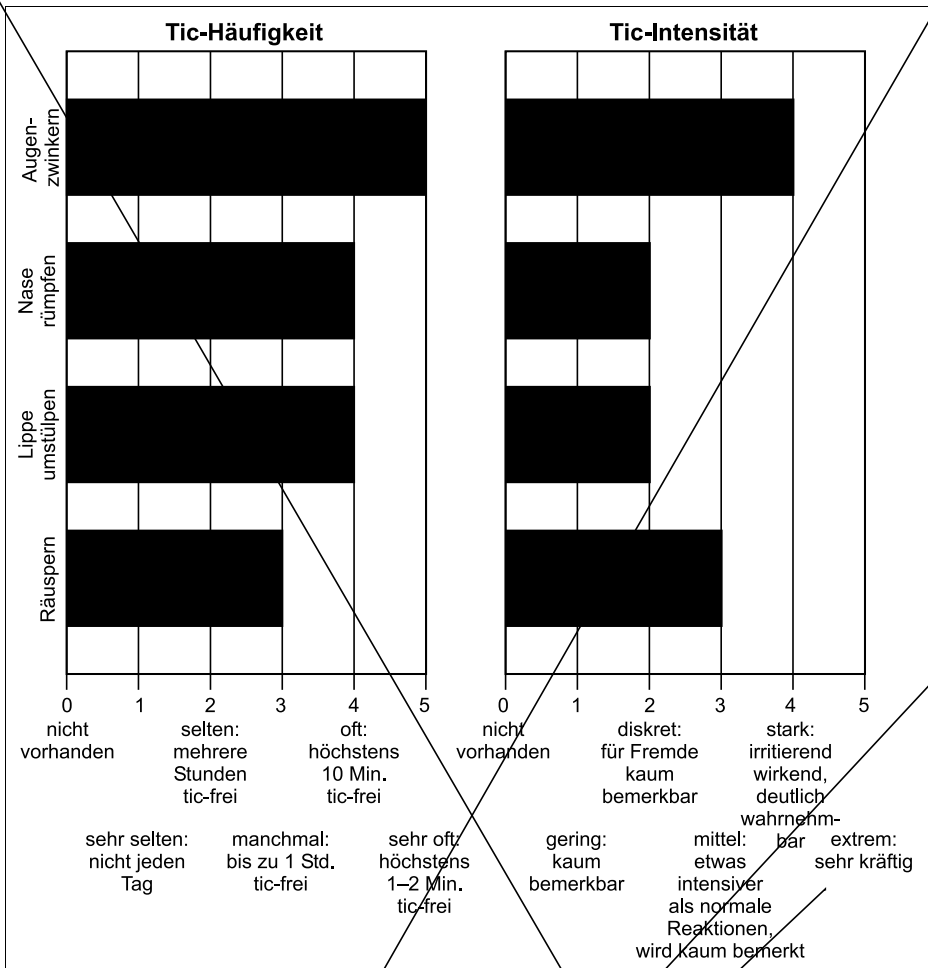 Tic-Häufigkeit
Augen-
zwinkern
Nase
rümpfen
Lippe
umstülpen
Räuspern
0 1 2 3 4 5
nicht
vorhanden
selten:
mehrere
Stunden
tic-frei
oft:
höchstens
10 Min.
tic-frei
sehr selten:
nicht jeden
Tag
manchmal:
bis zu 1 Std.
tic-frei
sehr oft:
höchstens
1–2 Min.
tic-frei
Tic-Intensität
0 1 2 3 4 5
nicht
vorhanden
diskret:
für Fremde
kaum
bemerkbar
stark:
irritierend
wirkend,
deutlich
wahrnehm-
bar
gering:
kaum
bemerkbar
mittel:
etwas
intensiver
als normale
Reaktionen,
wird kaum bemerkt
extrem:
sehr kräftig